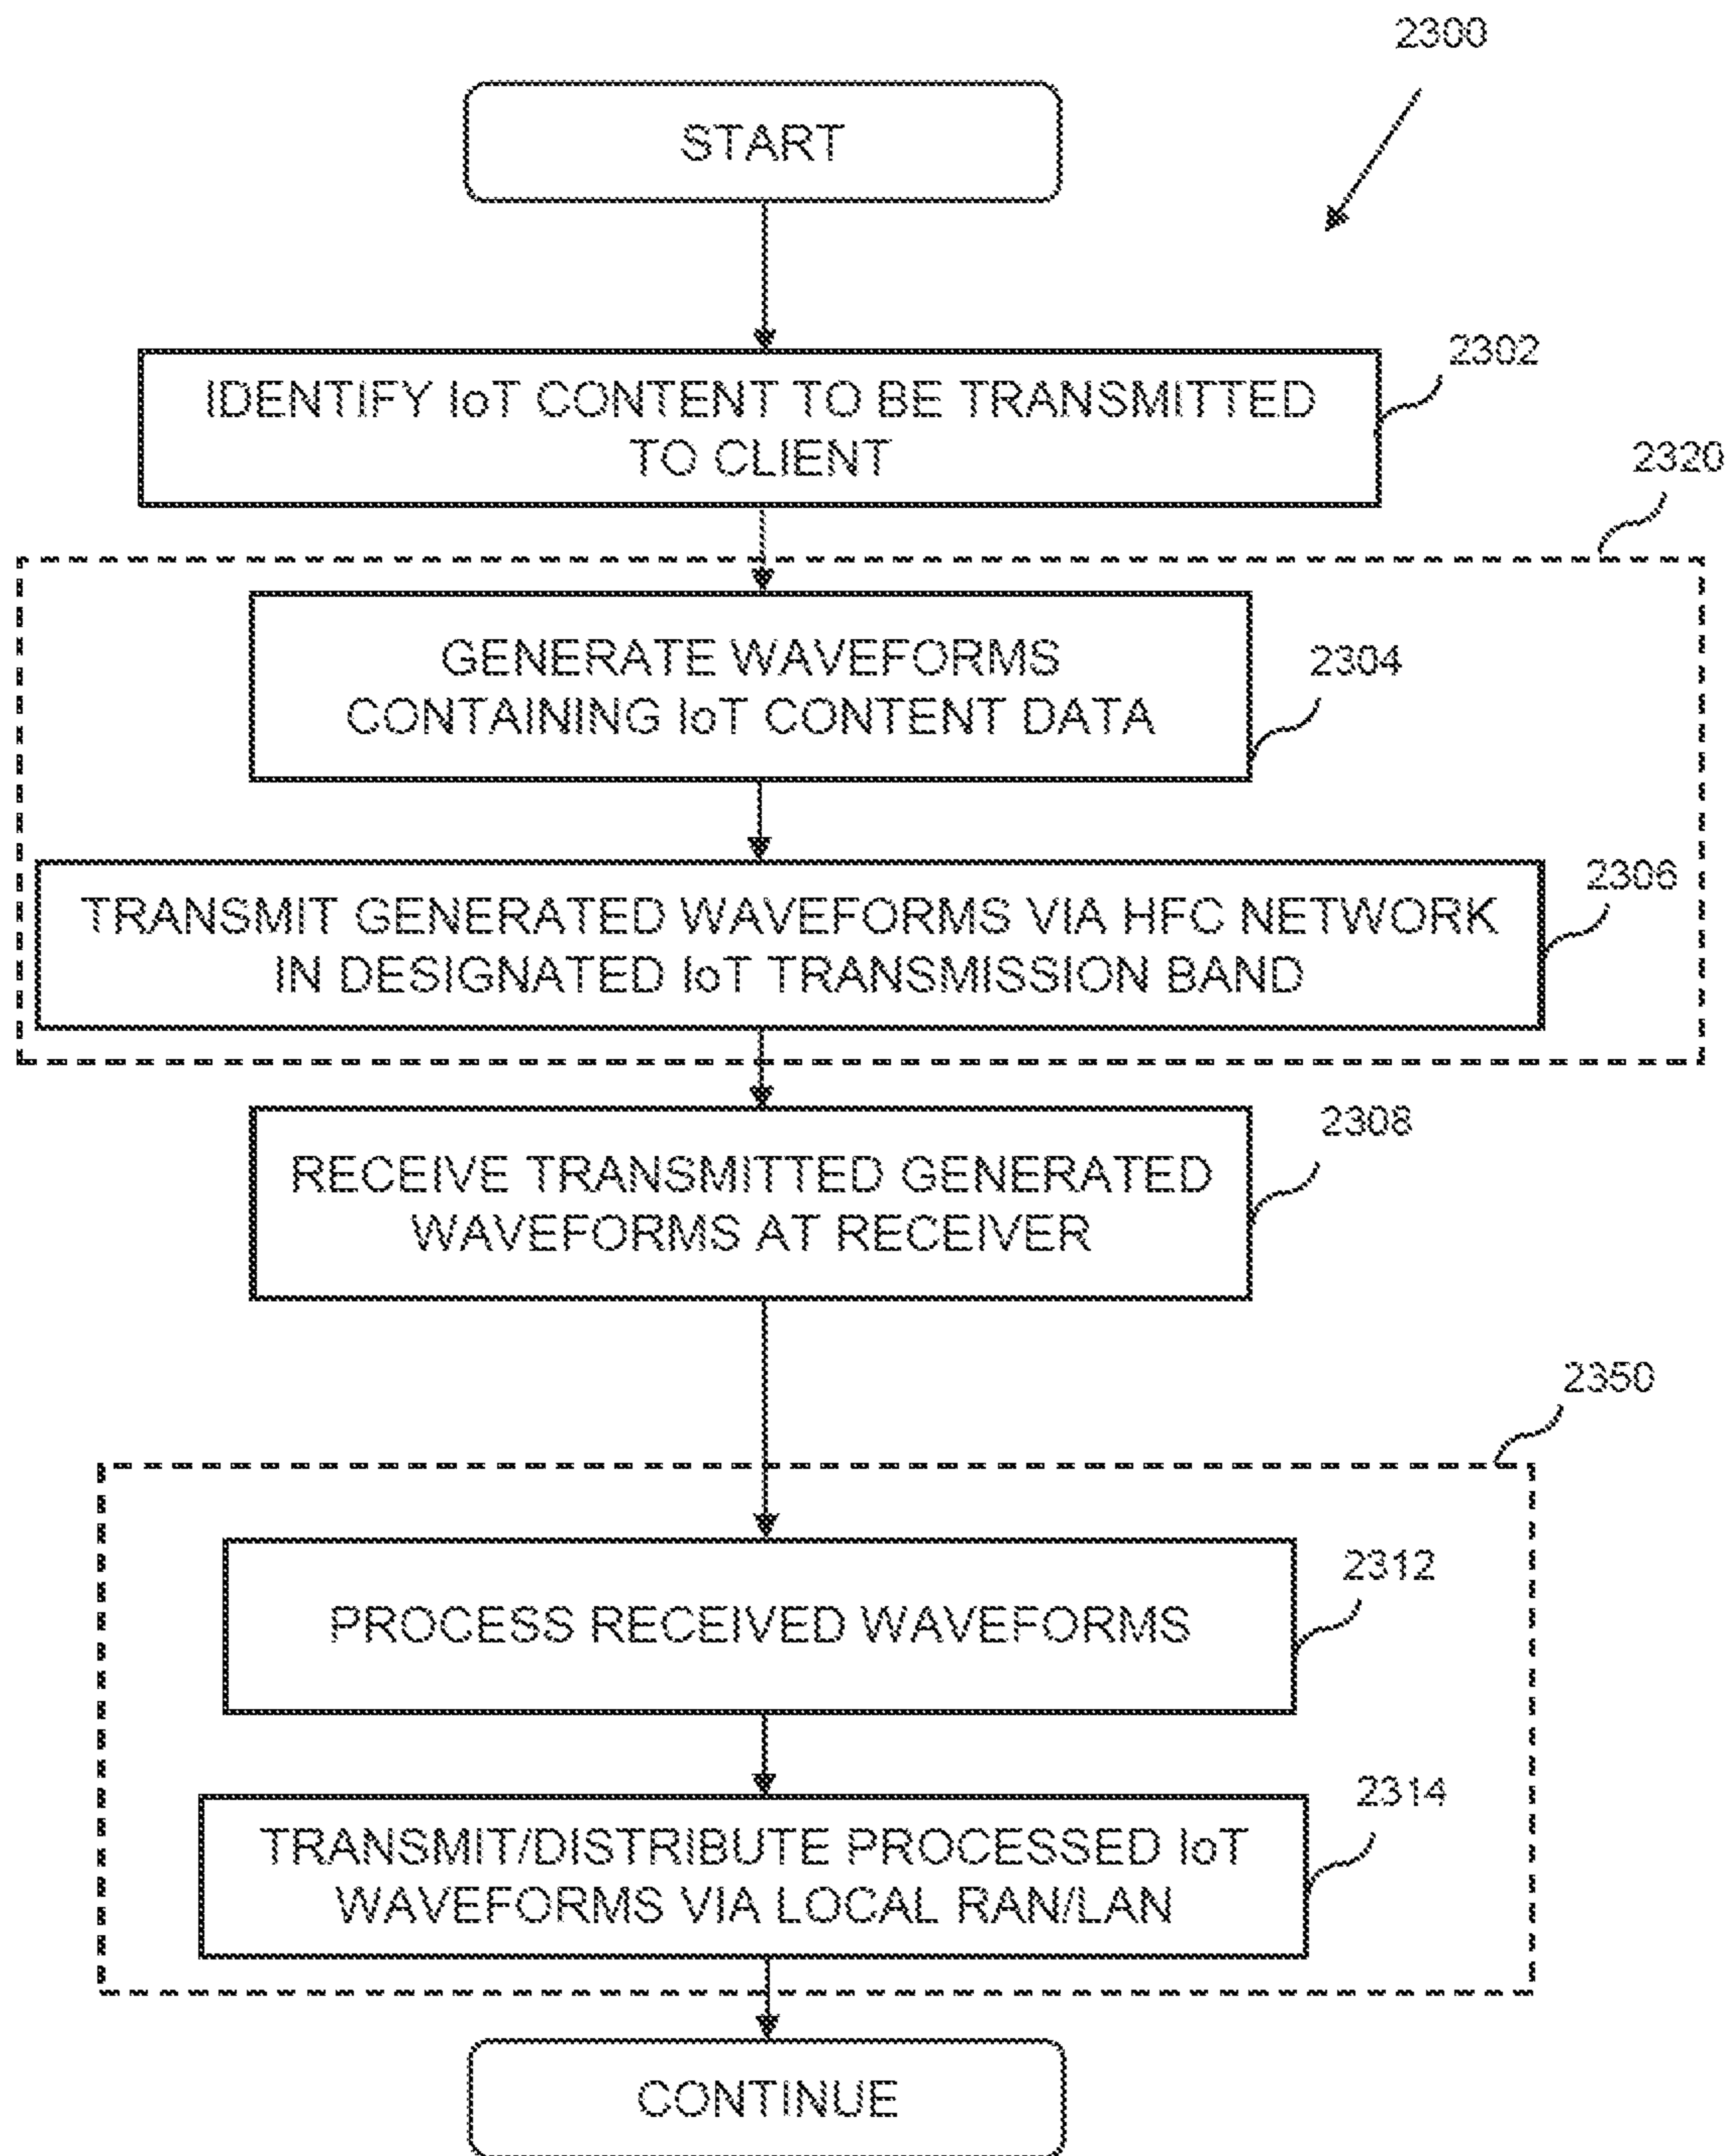 2300
START
2302
IDENTIFY IoT CONTENT TO BE TRANSMITTED
TO CLIENT
2320
GENERATE WAVEFORMS
CONTAINING IoT CONTENT DATA
2304
2306
TRANSMIT GENERATED WAVEFORMS VIA HFC NETWORK
IN DESIGNATED IoT TRANSMISSION BAND
2308
RECEIVE TRANSMITTED GENERATED
WAVEFORMS AT RECEIVER
2350
2312
PROCESS RECEIVED WAVEFORMS
2314
TRANSMIT/DISTRIBUTE PROCESSED IoT
WAVEFORMS VIA LOCAL RAN/LAN
CONTINUE